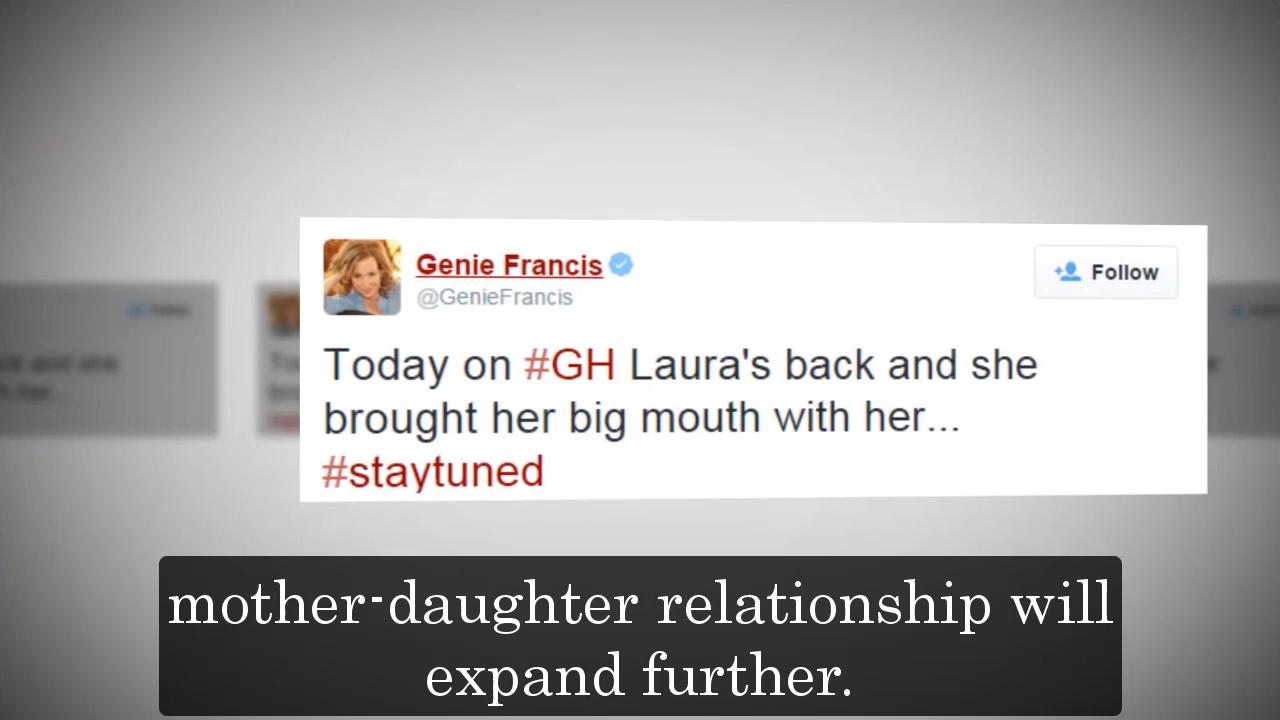 Genie Francis
@GenieFrancis
Follow
Today on #GH Laura's back and she
brought her big mouth with her...
#staytuned
mother-daughter relationship will
expand further.